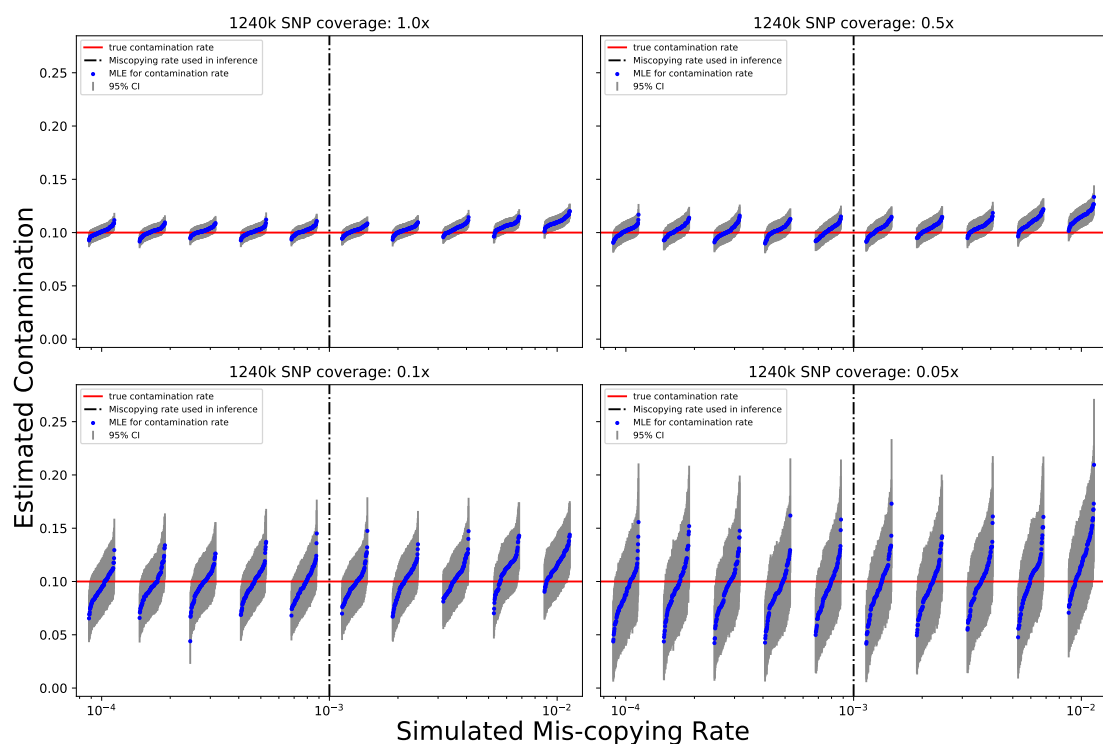 1240k SNP coverage: 1.0x
true contamination rate
Miscopying rate used in inference
MLE for contamination rate
95% CI
0.25
0.20
0.15
0.10
0.05
0.00
1240k SNP coverage: 0.5x
true contamination rate
Miscopying rate used in inference
MLE for contamination rate
95% CI
Estimated Contamination
1240k SNP coverage: 0.1x
true contamination rate
Miscopying rate used in inference
MLE for contamination rate
95% CI
0.25
0.20
0.15
0.10
0.05
0.00
10⁻⁴
10⁻³
10⁻²
1240k SNP coverage: 0.05x
true contamination rate
Miscopying rate used in inference
MLE for contamination rate
95% CI
10⁻⁴
10⁻³
10⁻²
Simulated Mis-copying Rate